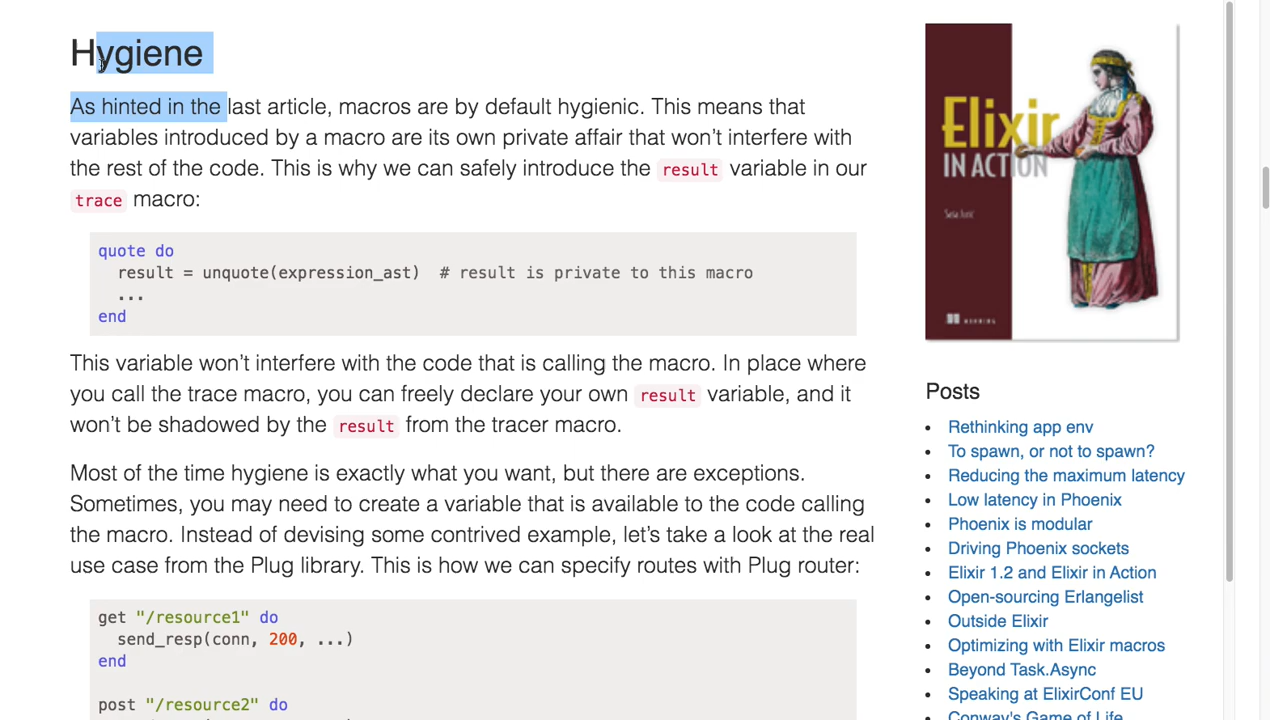 Hygiene
As hinted in the last article, macros are by default hygienic. This means that
variables introduced by a macro are its own private affair that won’t interfere with
the rest of the code. This is why we can safely introduce the result variable in our
trace macro:
quote do
  result = unquote(expression_ast)  # result is private to this macro
  ...
end
This variable won’t interfere with the code that is calling the macro. In place where
you call the trace macro, you can freely declare your own result variable, and it
won’t be shadowed by the result from the tracer macro.
Most of the time hygiene is exactly what you want, but there are exceptions.
Sometimes, you may need to create a variable that is available to the code calling
the macro. Instead of devising some contrived example, let’s take a look at the real
use case from the Plug library. This is how we can specify routes with Plug router:
get "/resource1" do
  send_resp(conn, 200, ...)
end
post "/resource2" do
Elixir
IN ACTION
Saša Jurić
MANNING
Posts
• Rethinking app env
• To spawn, or not to spawn?
• Reducing the maximum latency
• Low latency in Phoenix
• Phoenix is modular
• Driving Phoenix sockets
• Elixir 1.2 and Elixir in Action
• Open-sourcing Erlangelist
• Outside Elixir
• Optimizing with Elixir macros
• Beyond Task.Async
• Speaking at ElixirConf EU
• Conway's Game of Life